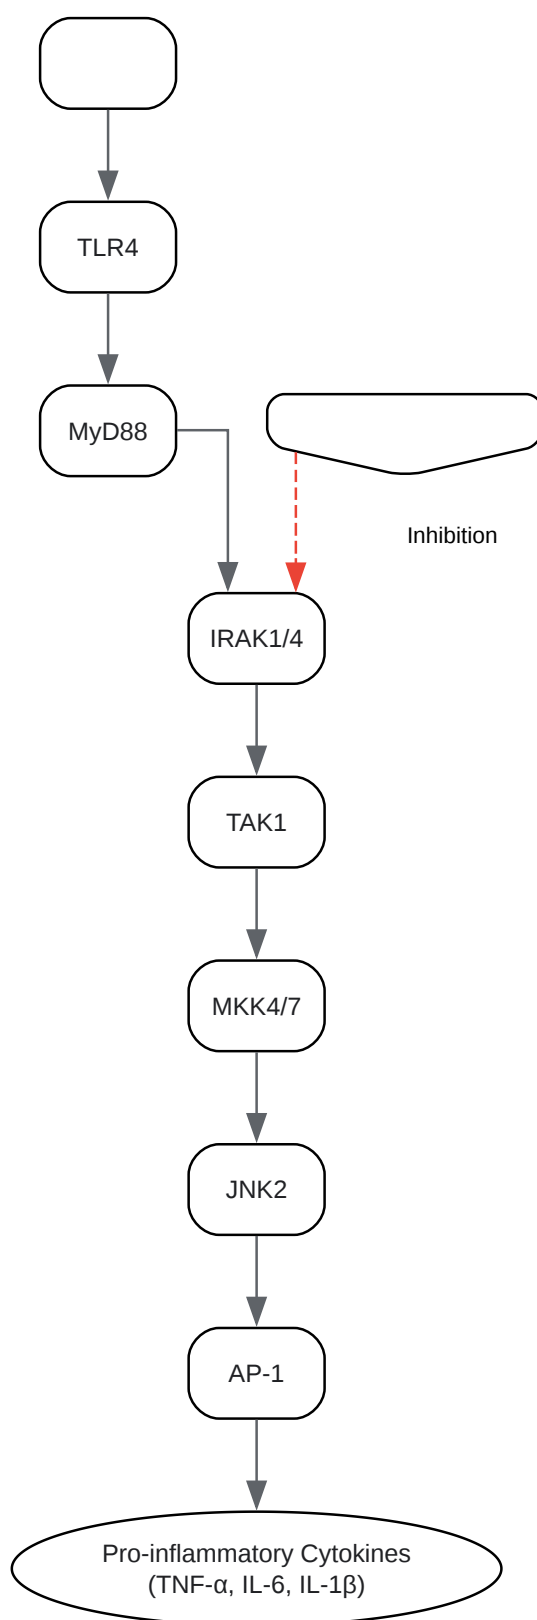 TLR4
MyD88
Inhibition
IRAK1/4
TAK1
MKK4/7
JNK2
AP-1
Pro-inflammatory Cytokines
(TNF-α, IL-6, IL-1β)